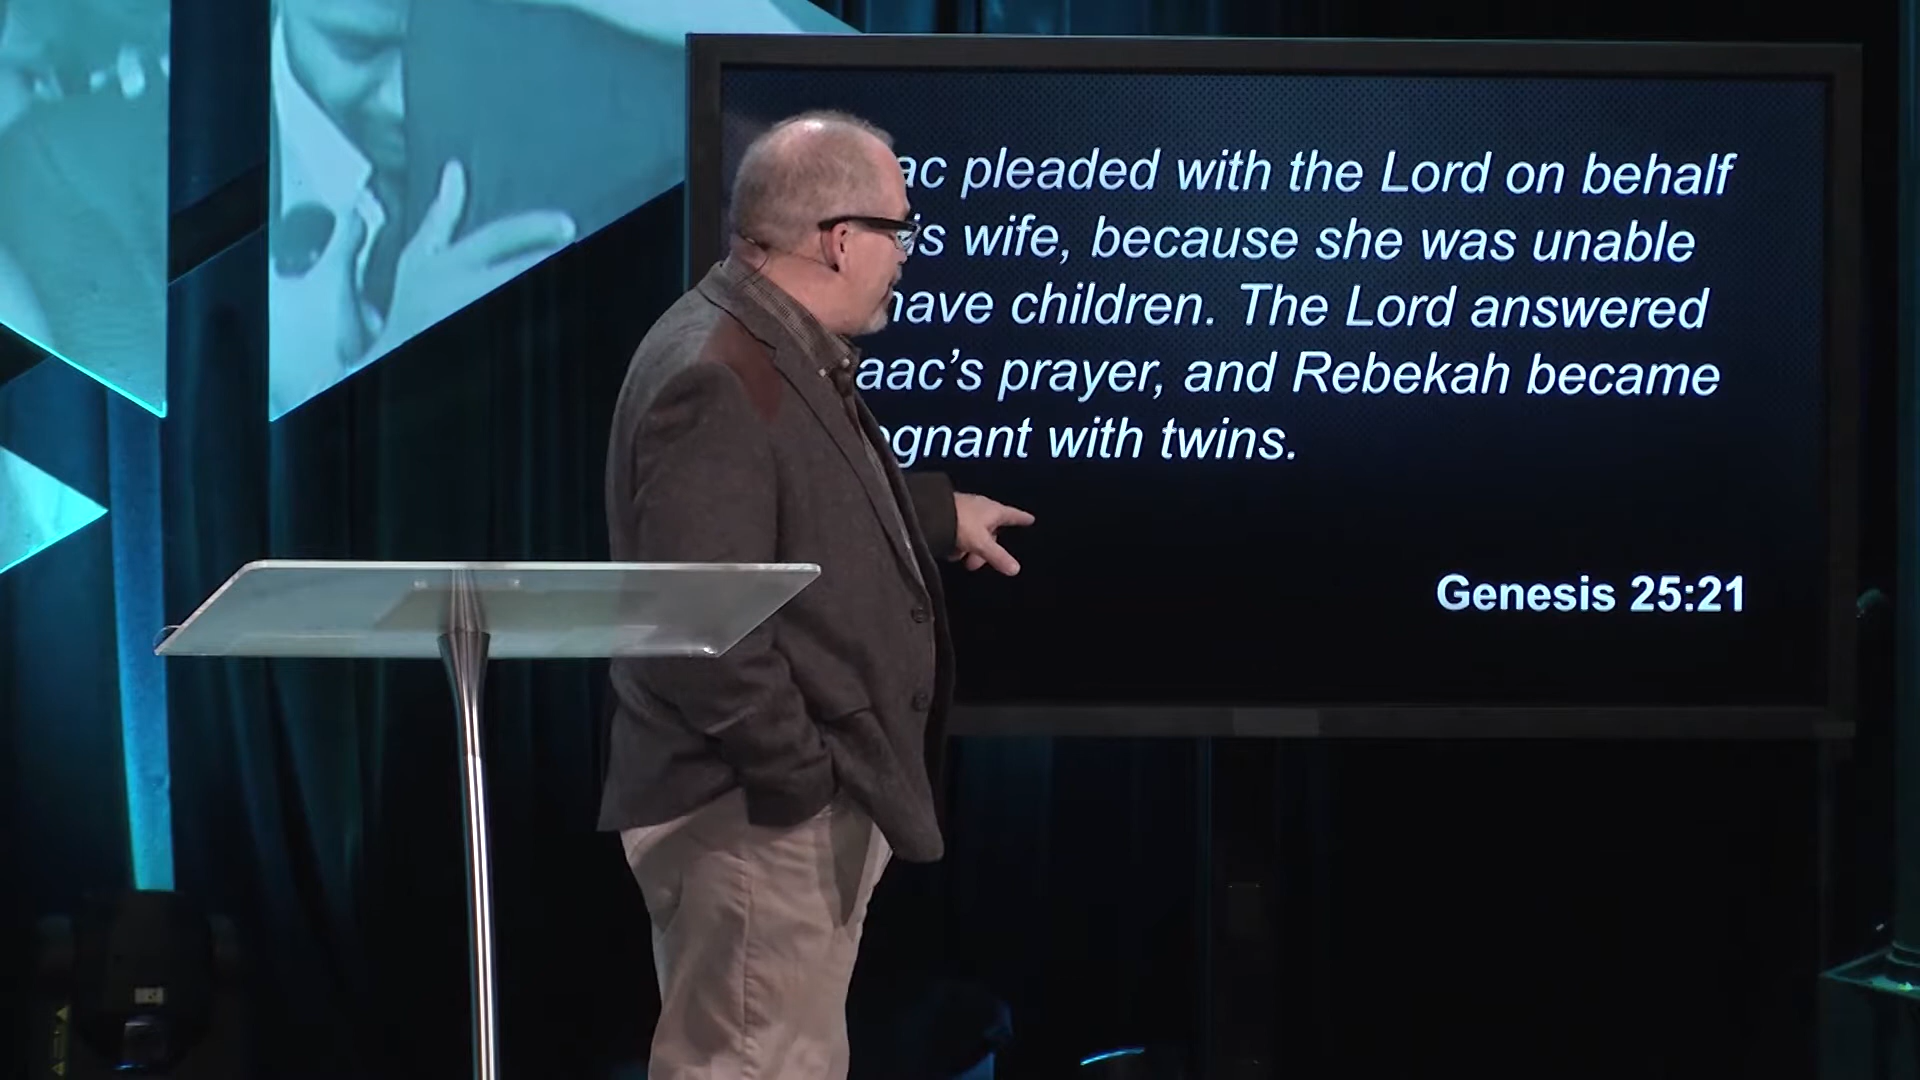 ac pleaded with the Lord on behalf
is wife, because she was unable
have children. The Lord answered
aac's prayer, and Rebekah became
gnant with twins.
Genesis 25:21